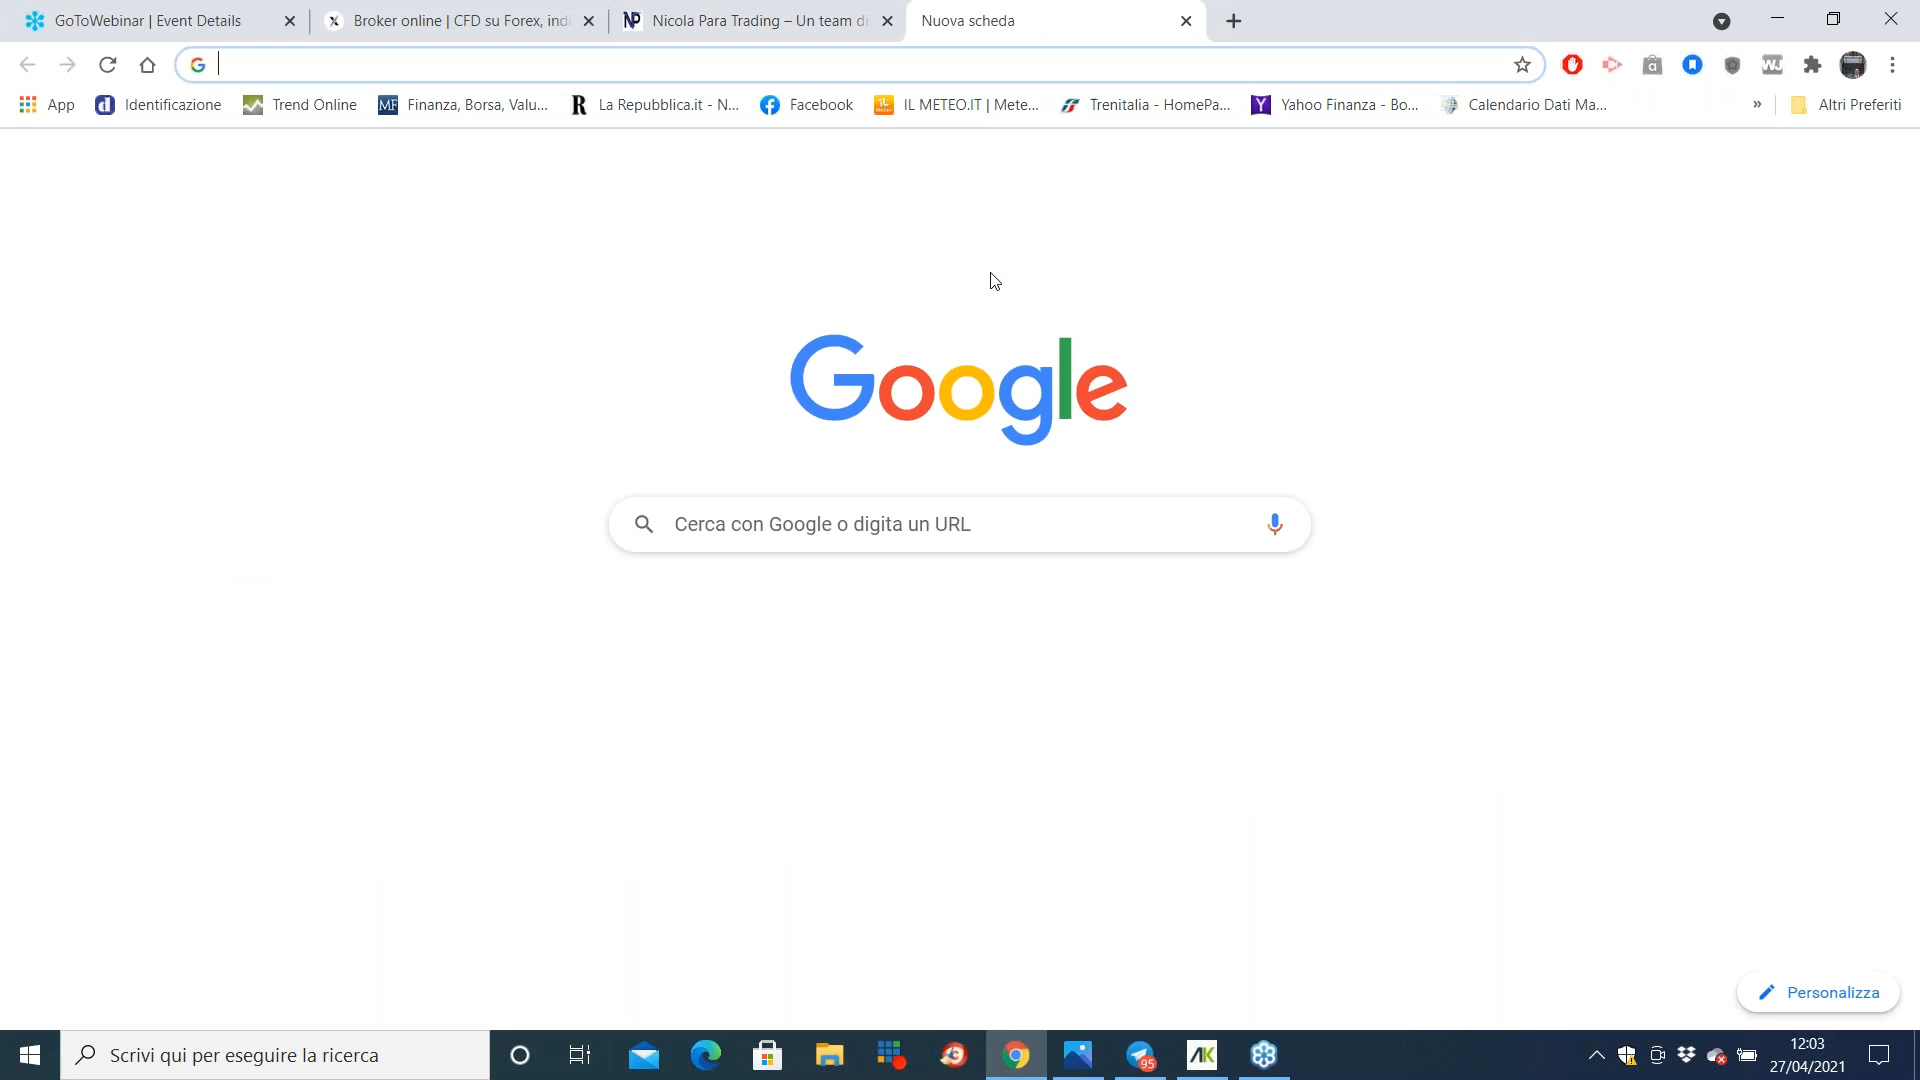 GoToWebinar | Event Details
Broker online | CFD su Forex, ind
Nicola Para Trading – Un team di
Nuova scheda
App
Identificazione
Trend Online
Finanza, Borsa, Valu...
La Repubblica.it - N...
Facebook
IL METEO.IT | Mete...
Trenitalia - HomePa...
Yahoo Finanza - Bo...
Calendario Dati Ma...
»
Altri Preferiti
Google
Cerca con Google o digita un URL
Personalizza
Scrivi qui per eseguire la ricerca
95
12:03
27/04/2021